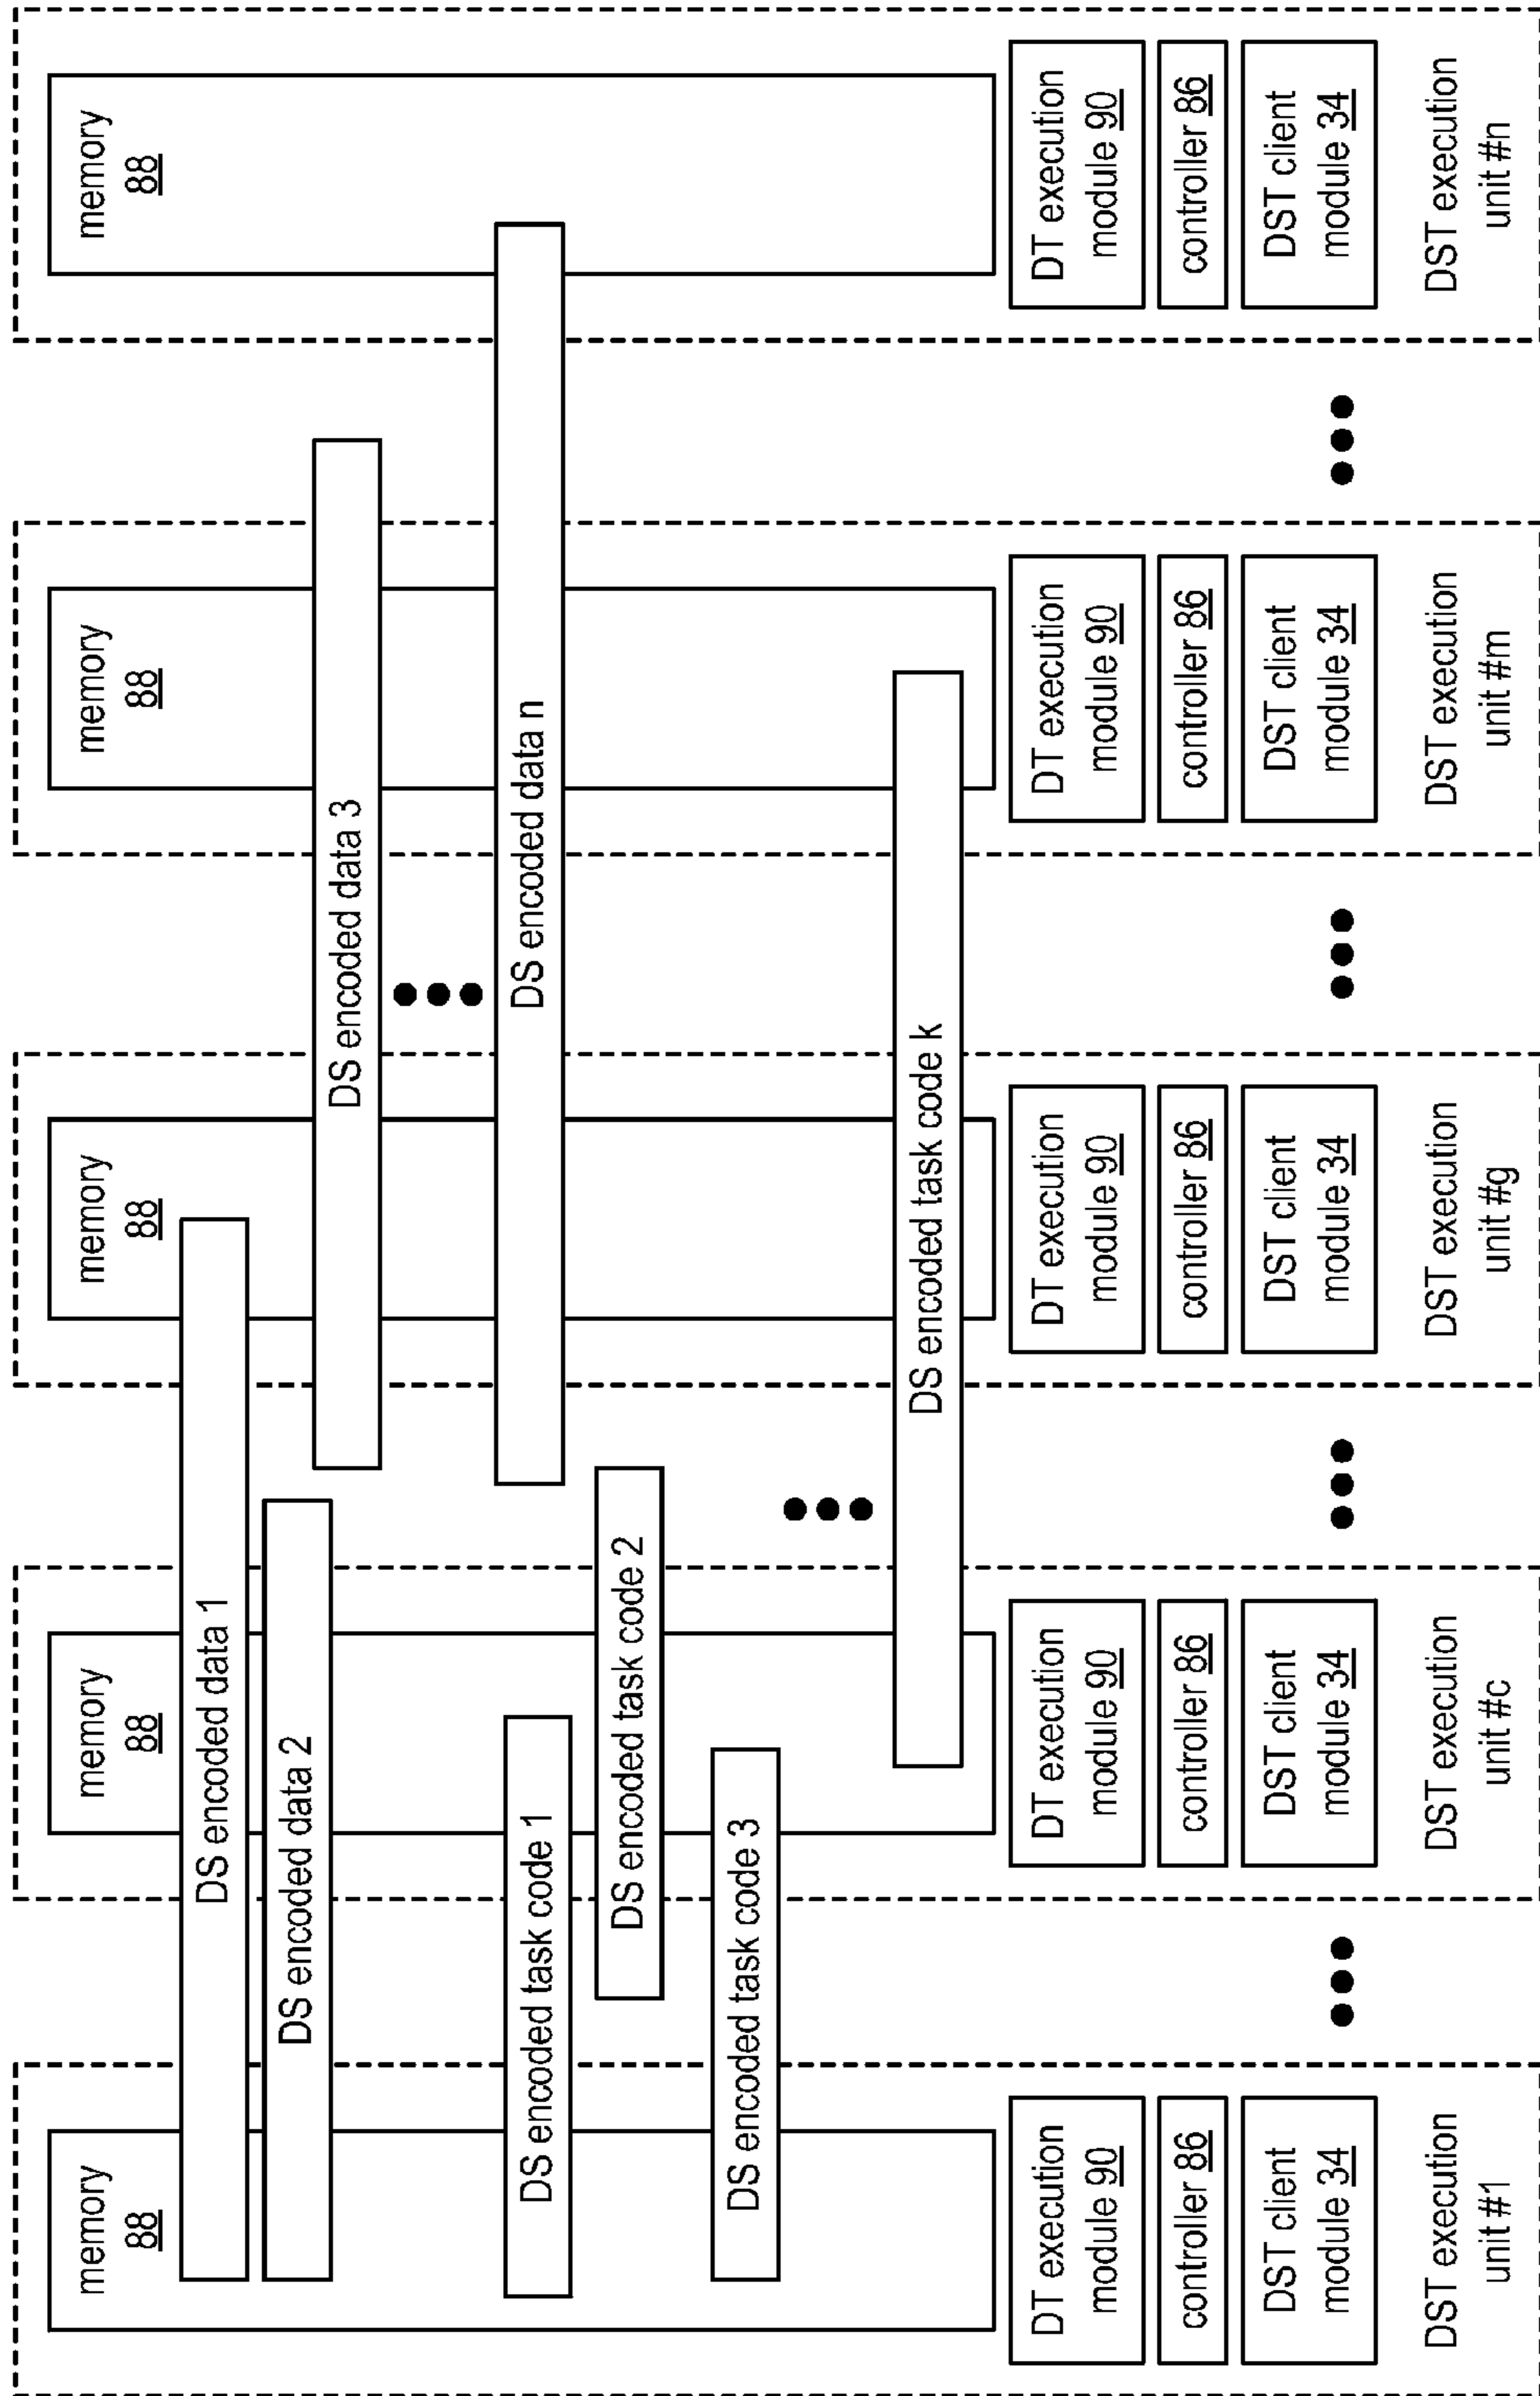 memory
88
DT execution
module 90
controller 86
DST client
module 34
DST execution
unit #1
memory
88
DT execution
module 90
controller 86
DST client
module 34
DST execution
unit #c
memory
88
DT execution
module 90
controller 86
DST client
module 34
DST execution
unit #g
memory
88
DT execution
module 90
controller 86
DST client
module 34
DST execution
unit #m
memory
88
DT execution
module 90
controller 86
DST client
module 34
DST execution
unit #n
DS encoded data 1
DS encoded data 2
DS encoded data 3
DS encoded data n
DS encoded task code 1
DS encoded task code 2
DS encoded task code 3
DS encoded task code k